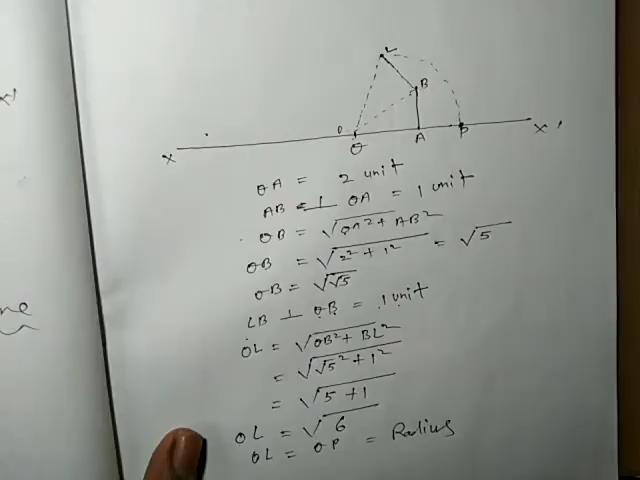 L
B
O
θ
A
P
X
X'
OA = 2 unit
AB = ⊥ OA = 1 unit
OB = √OA² + AB²
OB = √2² + 1² = √5
OB = √√5
LB ⊥ OB = 1 unit
OL = √OB² + BL²
= √√5² + 1²
= √5 + 1
OL = √6
OL = OP = Radius
ne